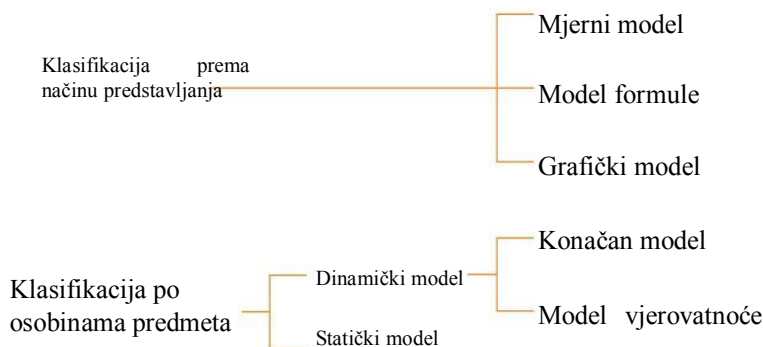 Mjerni model
Klasifikacija prema
načinu predstavljanja
Model formule
Grafički model
Konačan model
Dinamički model
Klasifikacija po
osobinama predmeta
Model vjerovatnoće
Statički model